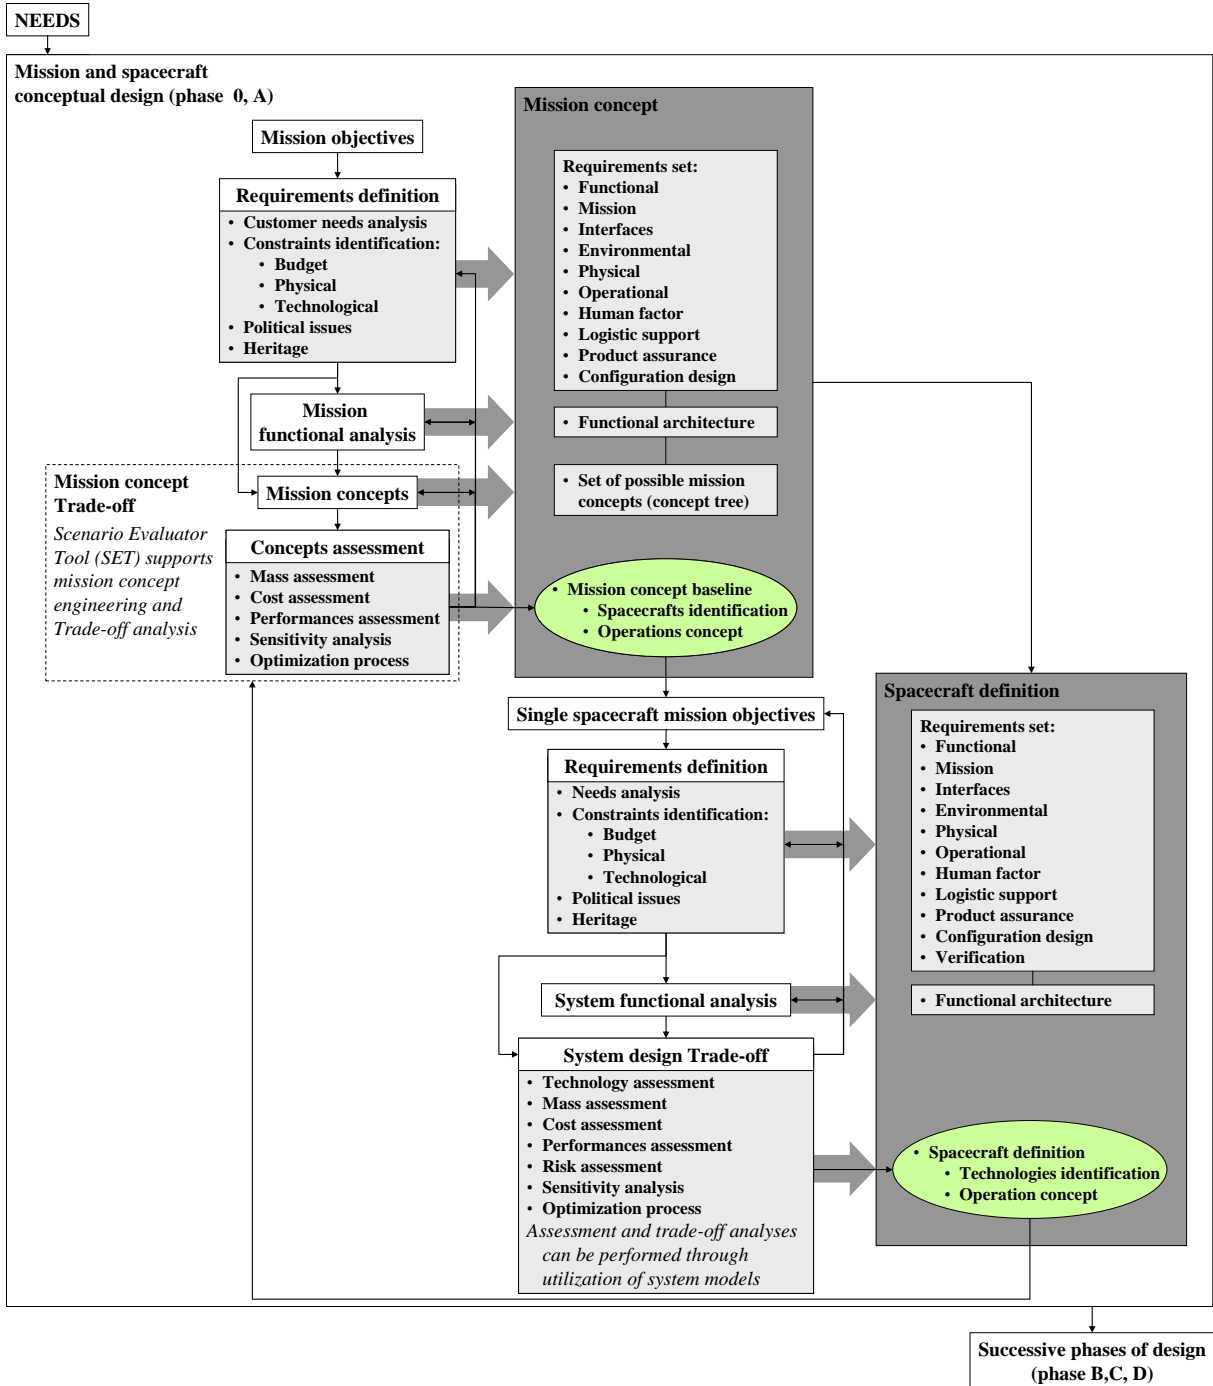 NEEDS
Mission and spacecraft
conceptual design (phase 0, A)
Mission objectives
Requirements definition
• Customer needs analysis
• Constraints identification:
• Budget
• Physical
• Technological
• Political issues
• Heritage
Mission
functional analysis
Mission concept
Trade-off
Scenario Evaluator
Tool (SET) supports
mission concept
engineering and
Trade-off analysis
Mission concepts
Concepts assessment
• Mass assessment
• Cost assessment
• Performances assessment
• Sensitivity analysis
• Optimization process
Mission concept
Requirements set:
• Functional
• Mission
• Interfaces
• Environmental
• Physical
• Operational
• Human factor
• Logistic support
• Product assurance
• Configuration design
• Functional architecture
• Set of possible mission
concepts (concept tree)
• Mission concept baseline
• Spacecrafts identification
• Operations concept
Single spacecraft mission objectives
Requirements definition
• Needs analysis
• Constraints identification:
• Budget
• Physical
• Technological
• Political issues
• Heritage
System functional analysis
System design Trade-off
• Technology assessment
• Mass assessment
• Cost assessment
• Performances assessment
• Risk assessment
• Sensitivity analysis
• Optimization process
Assessment and trade-off analyses
can be performed through
utilization of system models
Spacecraft definition
Requirements set:
• Functional
• Mission
• Interfaces
• Environmental
• Physical
• Operational
• Human factor
• Logistic support
• Product assurance
• Configuration design
• Verification
• Functional architecture
• Spacecraft definition
• Technologies identification
• Operation concept
Successive phases of design
(phase B,C, D)